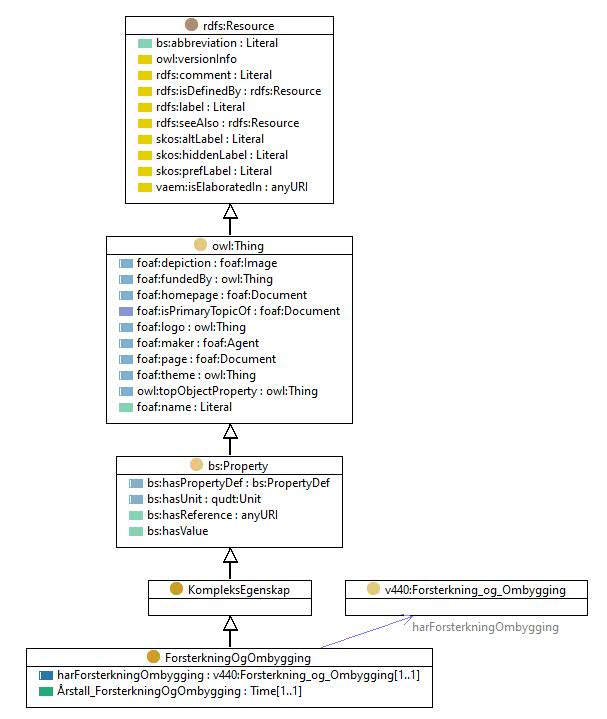 rdfs:Resource
bs:abbreviation : Literal
owl:versionInfo
rdfs:comment : Literal
rdfs:isDefinedBy : rdfs:Resource
rdfs:label : Literal
rdfs:seeAlso : rdfs:Resource
skos:altLabel : Literal
skos:hiddenLabel : Literal
skos:prefLabel : Literal
vaem:isElaboratedIn : anyURI
owl:Thing
foaf:depiction : foaf:Image
foaf:fundedBy : owl:Thing
foaf:homepage : foaf:Document
foaf:isPrimaryTopicOf : foaf:Document
foaf:logo : owl:Thing
foaf:maker : foaf:Agent
foaf:page : foaf:Document
foaf:theme : owl:Thing
owl:topObjectProperty : owl:Thing
foaf:name : Literal
bs:Property
bs:hasPropertyDef : bs:PropertyDef
bs:hasUnit : qudt:Unit
bs:hasReference : anyURI
bs:hasValue
KompleksEgenskap
v440:Forsterkning_og_Ombygging
harForsterkningOmbygging
ForsterkningOgOmbygging
harForsterkningOmbygging : v440:Forsterkning_og_Ombygging[1..1]
Årstall_ForsterkningOgOmbygging : Time[1..1]